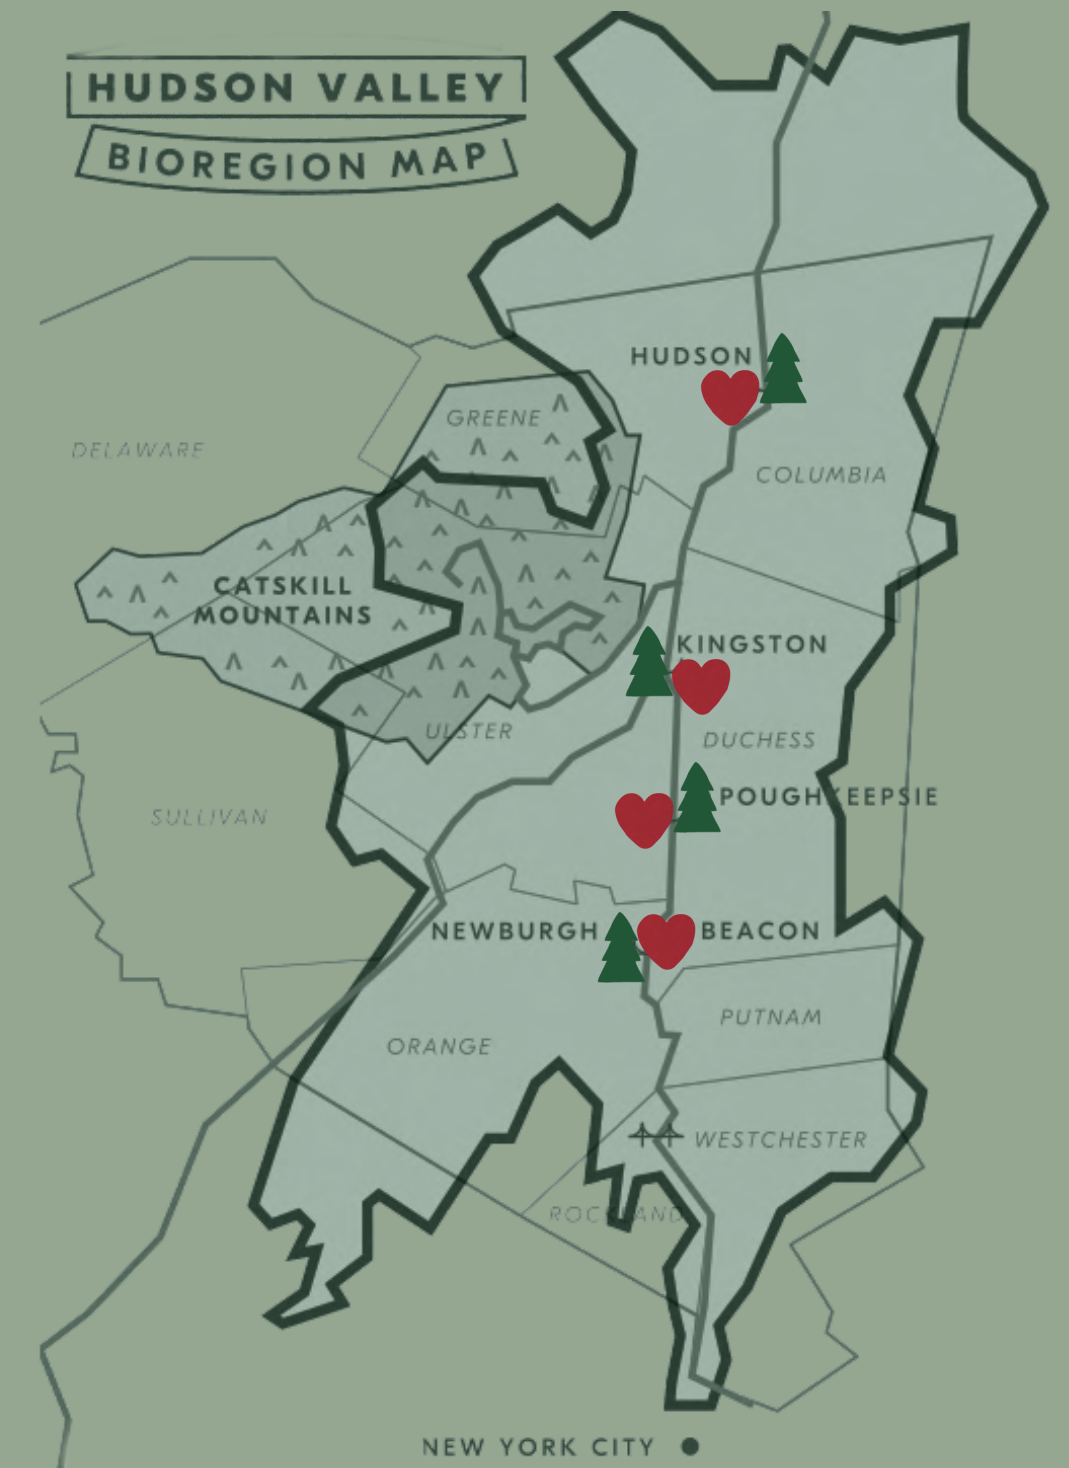 HUDSON VALLEY
BIOREGION MAP
HUDSON
GREENE
DELAWARE
COLUMBIA
CATSKILL
MOUNTAINS
KINGSTON
ULSTER
DUCHESS
POUGHKEEPSIE
SULLIVAN
NEWBURGH
BEACON
PUTNAM
ORANGE
WESTCHESTER
ROCKLAND
NEW YORK CITY